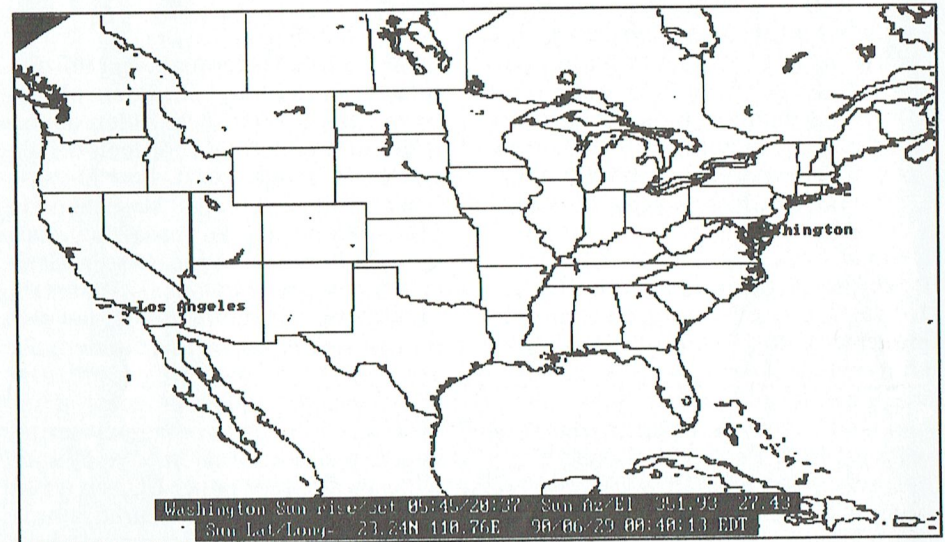 Washington
Los Angeles
Washington Sun rise/set 05:45/20:37 Sun Az/El 351.93 27.43
Sun Lat/Long- 23.24N 110.76E 90/06/29 00:40:13 EDT